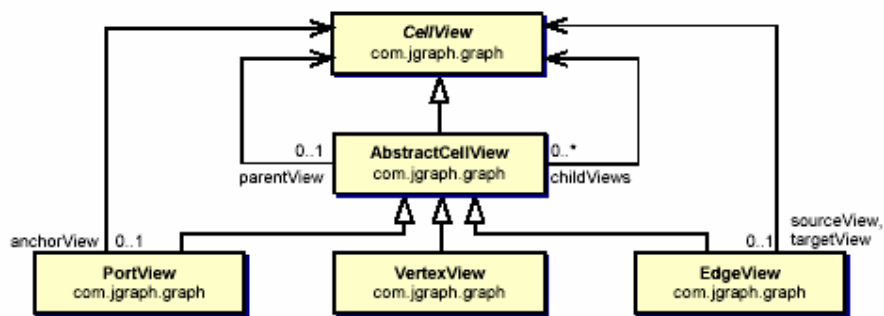 CellView
com.jgraph.graph
0..1
AbstractCellView
0..*
parentView
com.jgraph.graph
childViews
sourceView,
anchorView
0..1
0..1
targetView
PortView
VertexView
EdgeView
com.jgraph.graph
com.jgraph.graph
com.jgraph.graph